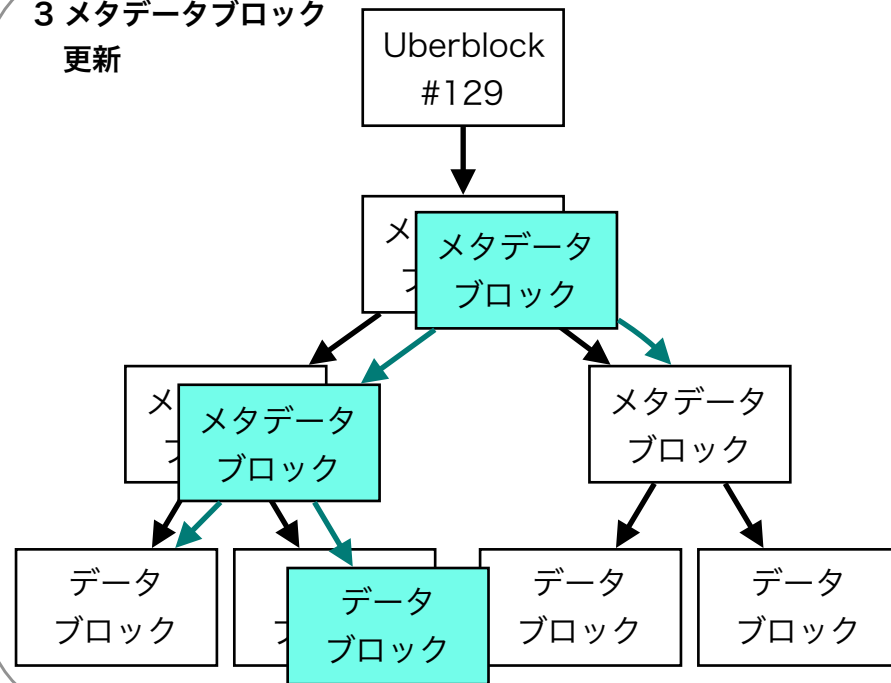 3 メタデータブロック
更新
Uberblock
#129
メ
メタデータ
ブロック
メ
メタデータ
ブロック
メタデータ
ブロック
データ
ブロック
データ
ブロック
データ
ブロック
データ
ブロック